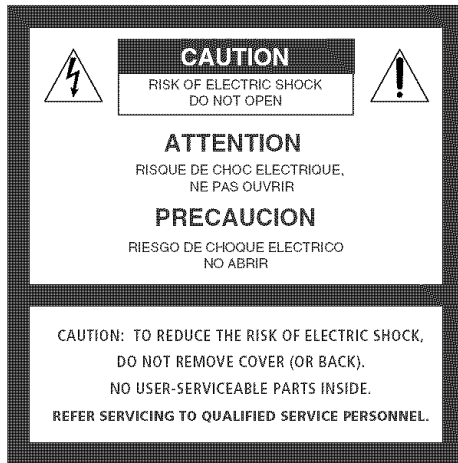 CAUTION
RISK OF ELECTRIC SHOCK
DO NOT OPEN
ATTENTION
RISQUE DE CHOC ELECTRIQUE,
NE PAS OUVRIR
PRECAUCION
RIESGO DE CHOQUE ELECTRICO
NO ABRIR
CAUTION: TO REDUCE THE RISK OF ELECTRIC SHOCK,
DO NOT REMOVE COVER (OR BACK).
NO USER-SERVICEABLE PARTS INSIDE.
REFER SERVICING TO QUALIFIED SERVICE PERSONNEL.